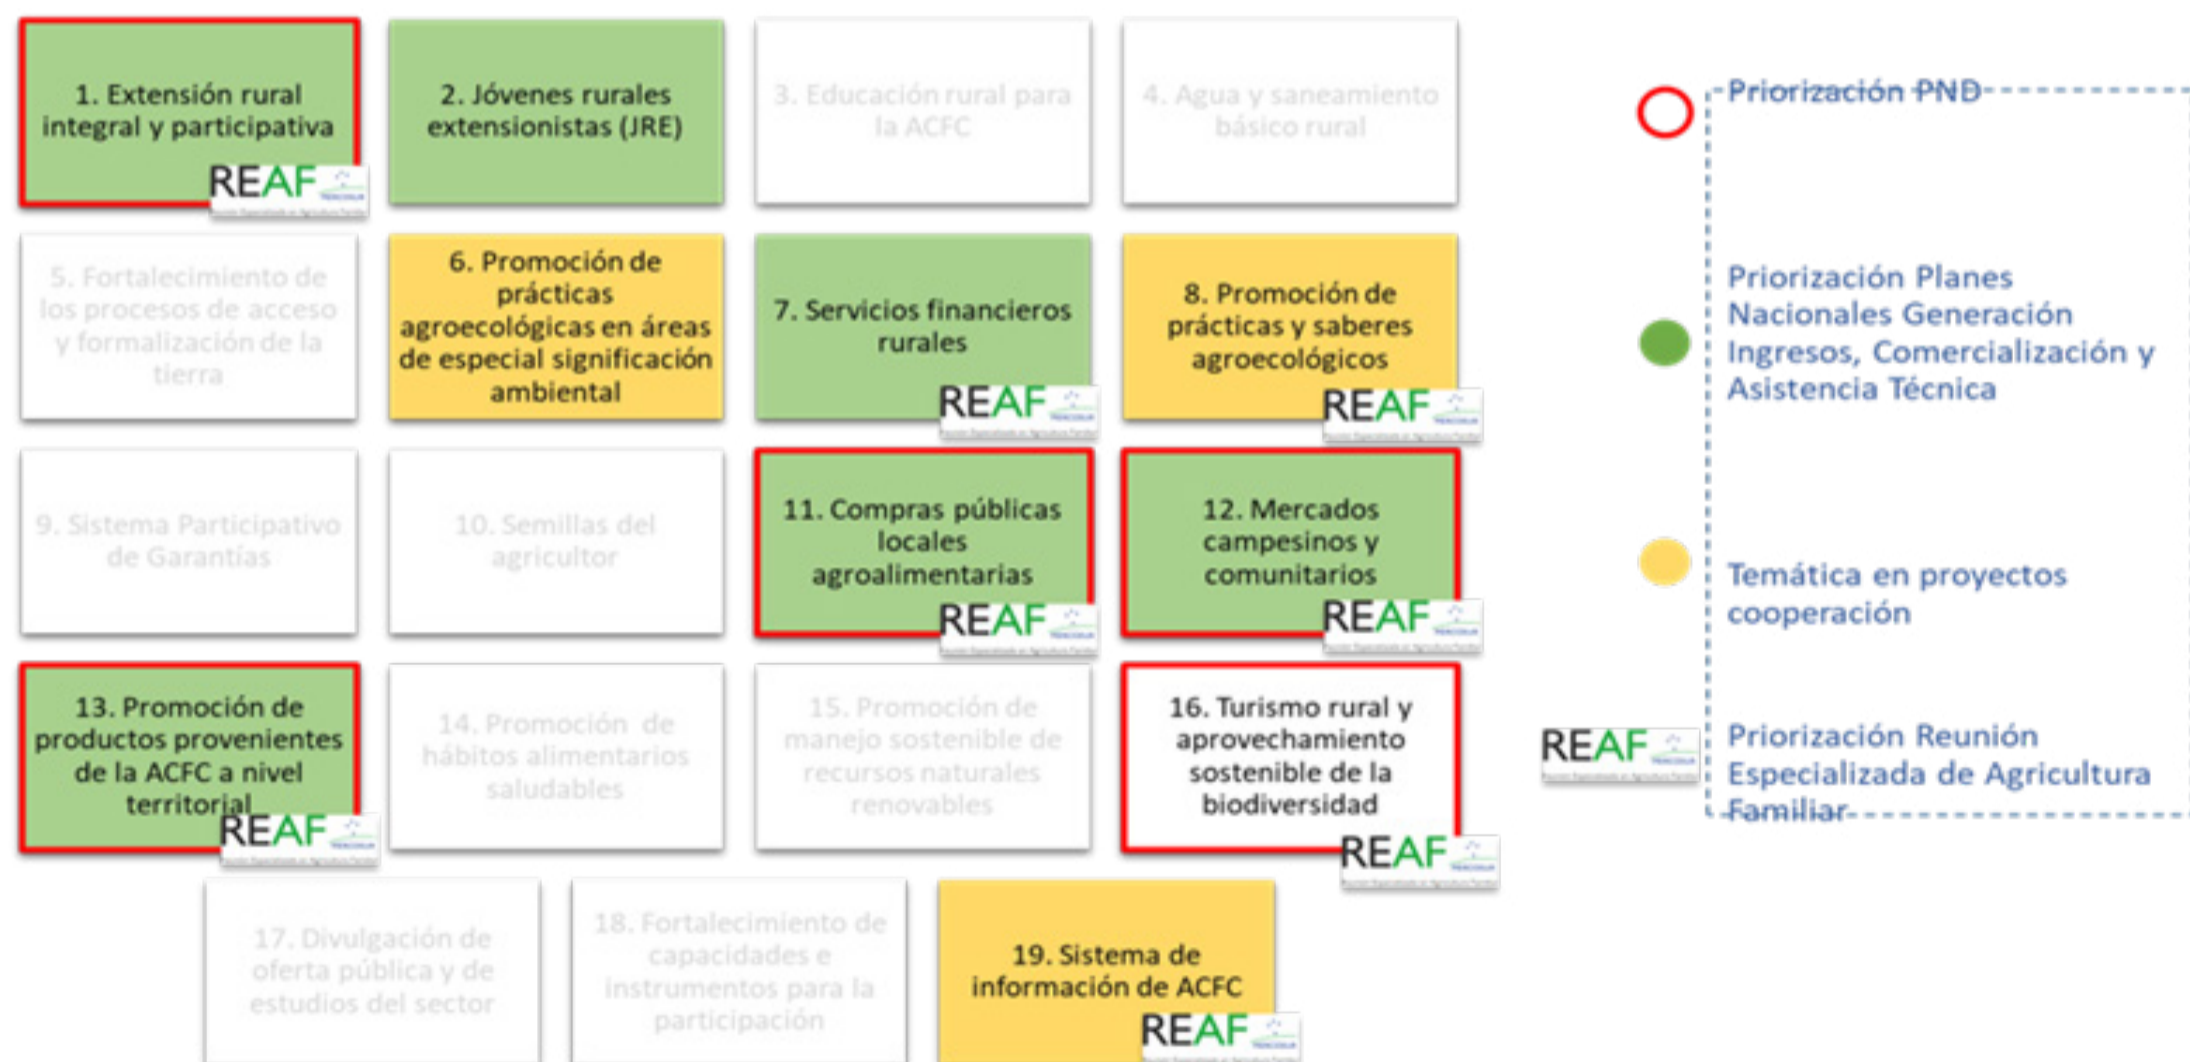 1. Extensión rural
integral y participativa
REAF
2. Jóvenes rurales
extensionistas (JRE)
3. Educación rural para
la ACFC
4. Agua y saneamiento
básico rural
5. Fortalecimiento de
los procesos de acceso
y formalización de la
tierra
6. Promoción de
prácticas
agroecológicas en áreas
de especial significación
ambiental
7. Servicios financieros
rurales
REAF
8. Promoción de
prácticas y saberes
agroecológicos
REAF
9. Sistema Participativo
de Garantías
10. Semillas del
agricultor
11. Compras públicas
locales
agroalimentarias
REAF
12. Mercados
campesinos y
comunitarios
REAF
13. Promoción de
productos provenientes
de la ACFC a nivel
territorial
REAF
14. Promoción de
hábitos alimentarios
saludables
15. Promoción de
manejo sostenible de
recursos naturales
renovables
16. Turismo rural y
aprovechamiento
sostenible de la
biodiversidad
REAF
17. Divulgación de
oferta pública y de
estudios del sector
18. Fortalecimiento de
capacidades e
instrumentos para la
participación
19. Sistema de
información de ACFC
REAF
Priorización PND
Priorización Planes
Nacionales Generación
Ingresos, Comercialización y
Asistencia Técnica
Temática en proyectos
cooperación
REAF
Priorización Reunión
Especializada de Agricultura
Familiar